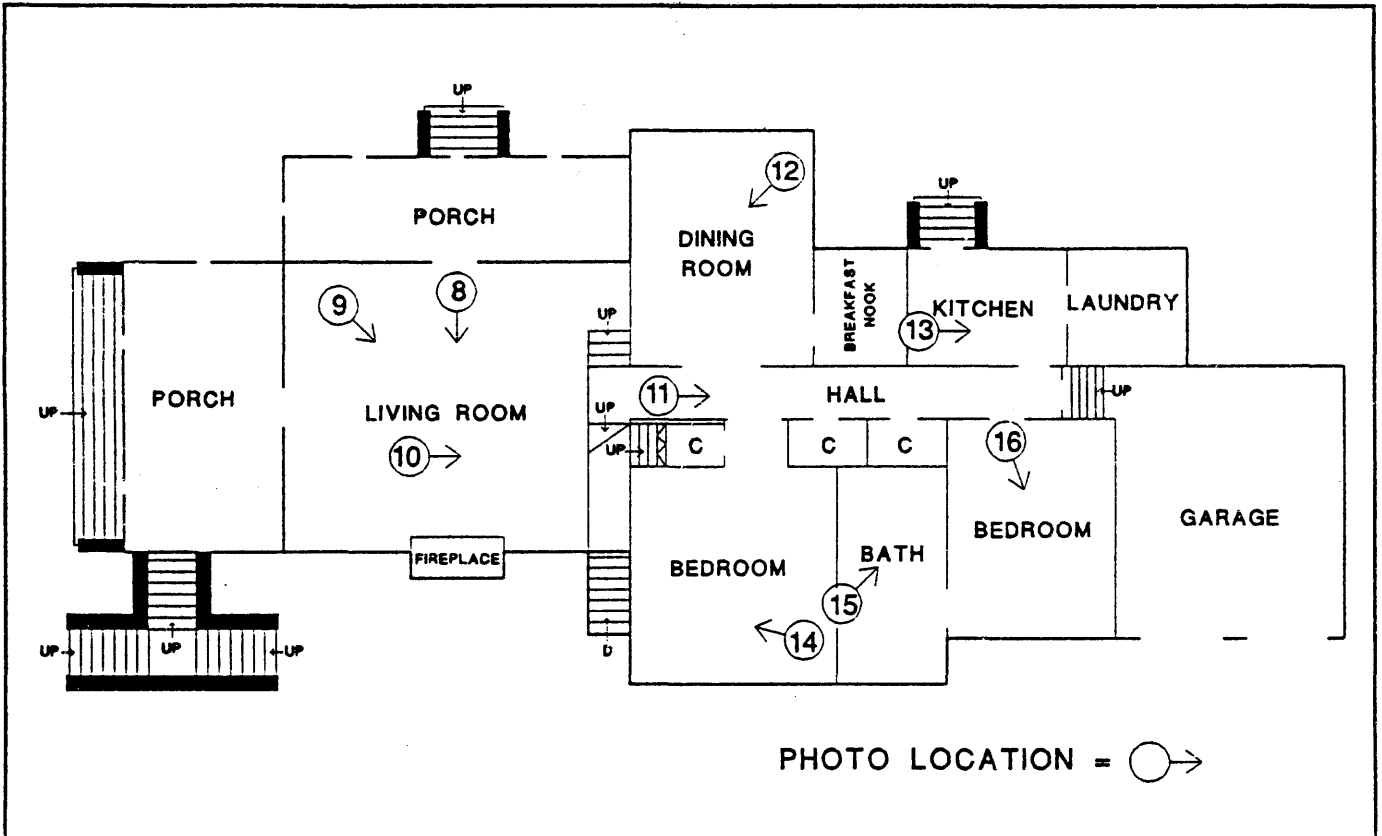 UP
12
PORCH
DINING
ROOM
UP
9
8
BREAKFAST
NOOK
KITCHEN
LAUNDRY
13
UP
UP
PORCH
LIVING ROOM
11
HALL
UP
UP
10
UP
C
C
C
16
FIREPLACE
BEDROOM
BATH
BEDROOM
GARAGE
15
14
UP
UP
UP
D
PHOTO LOCATION =